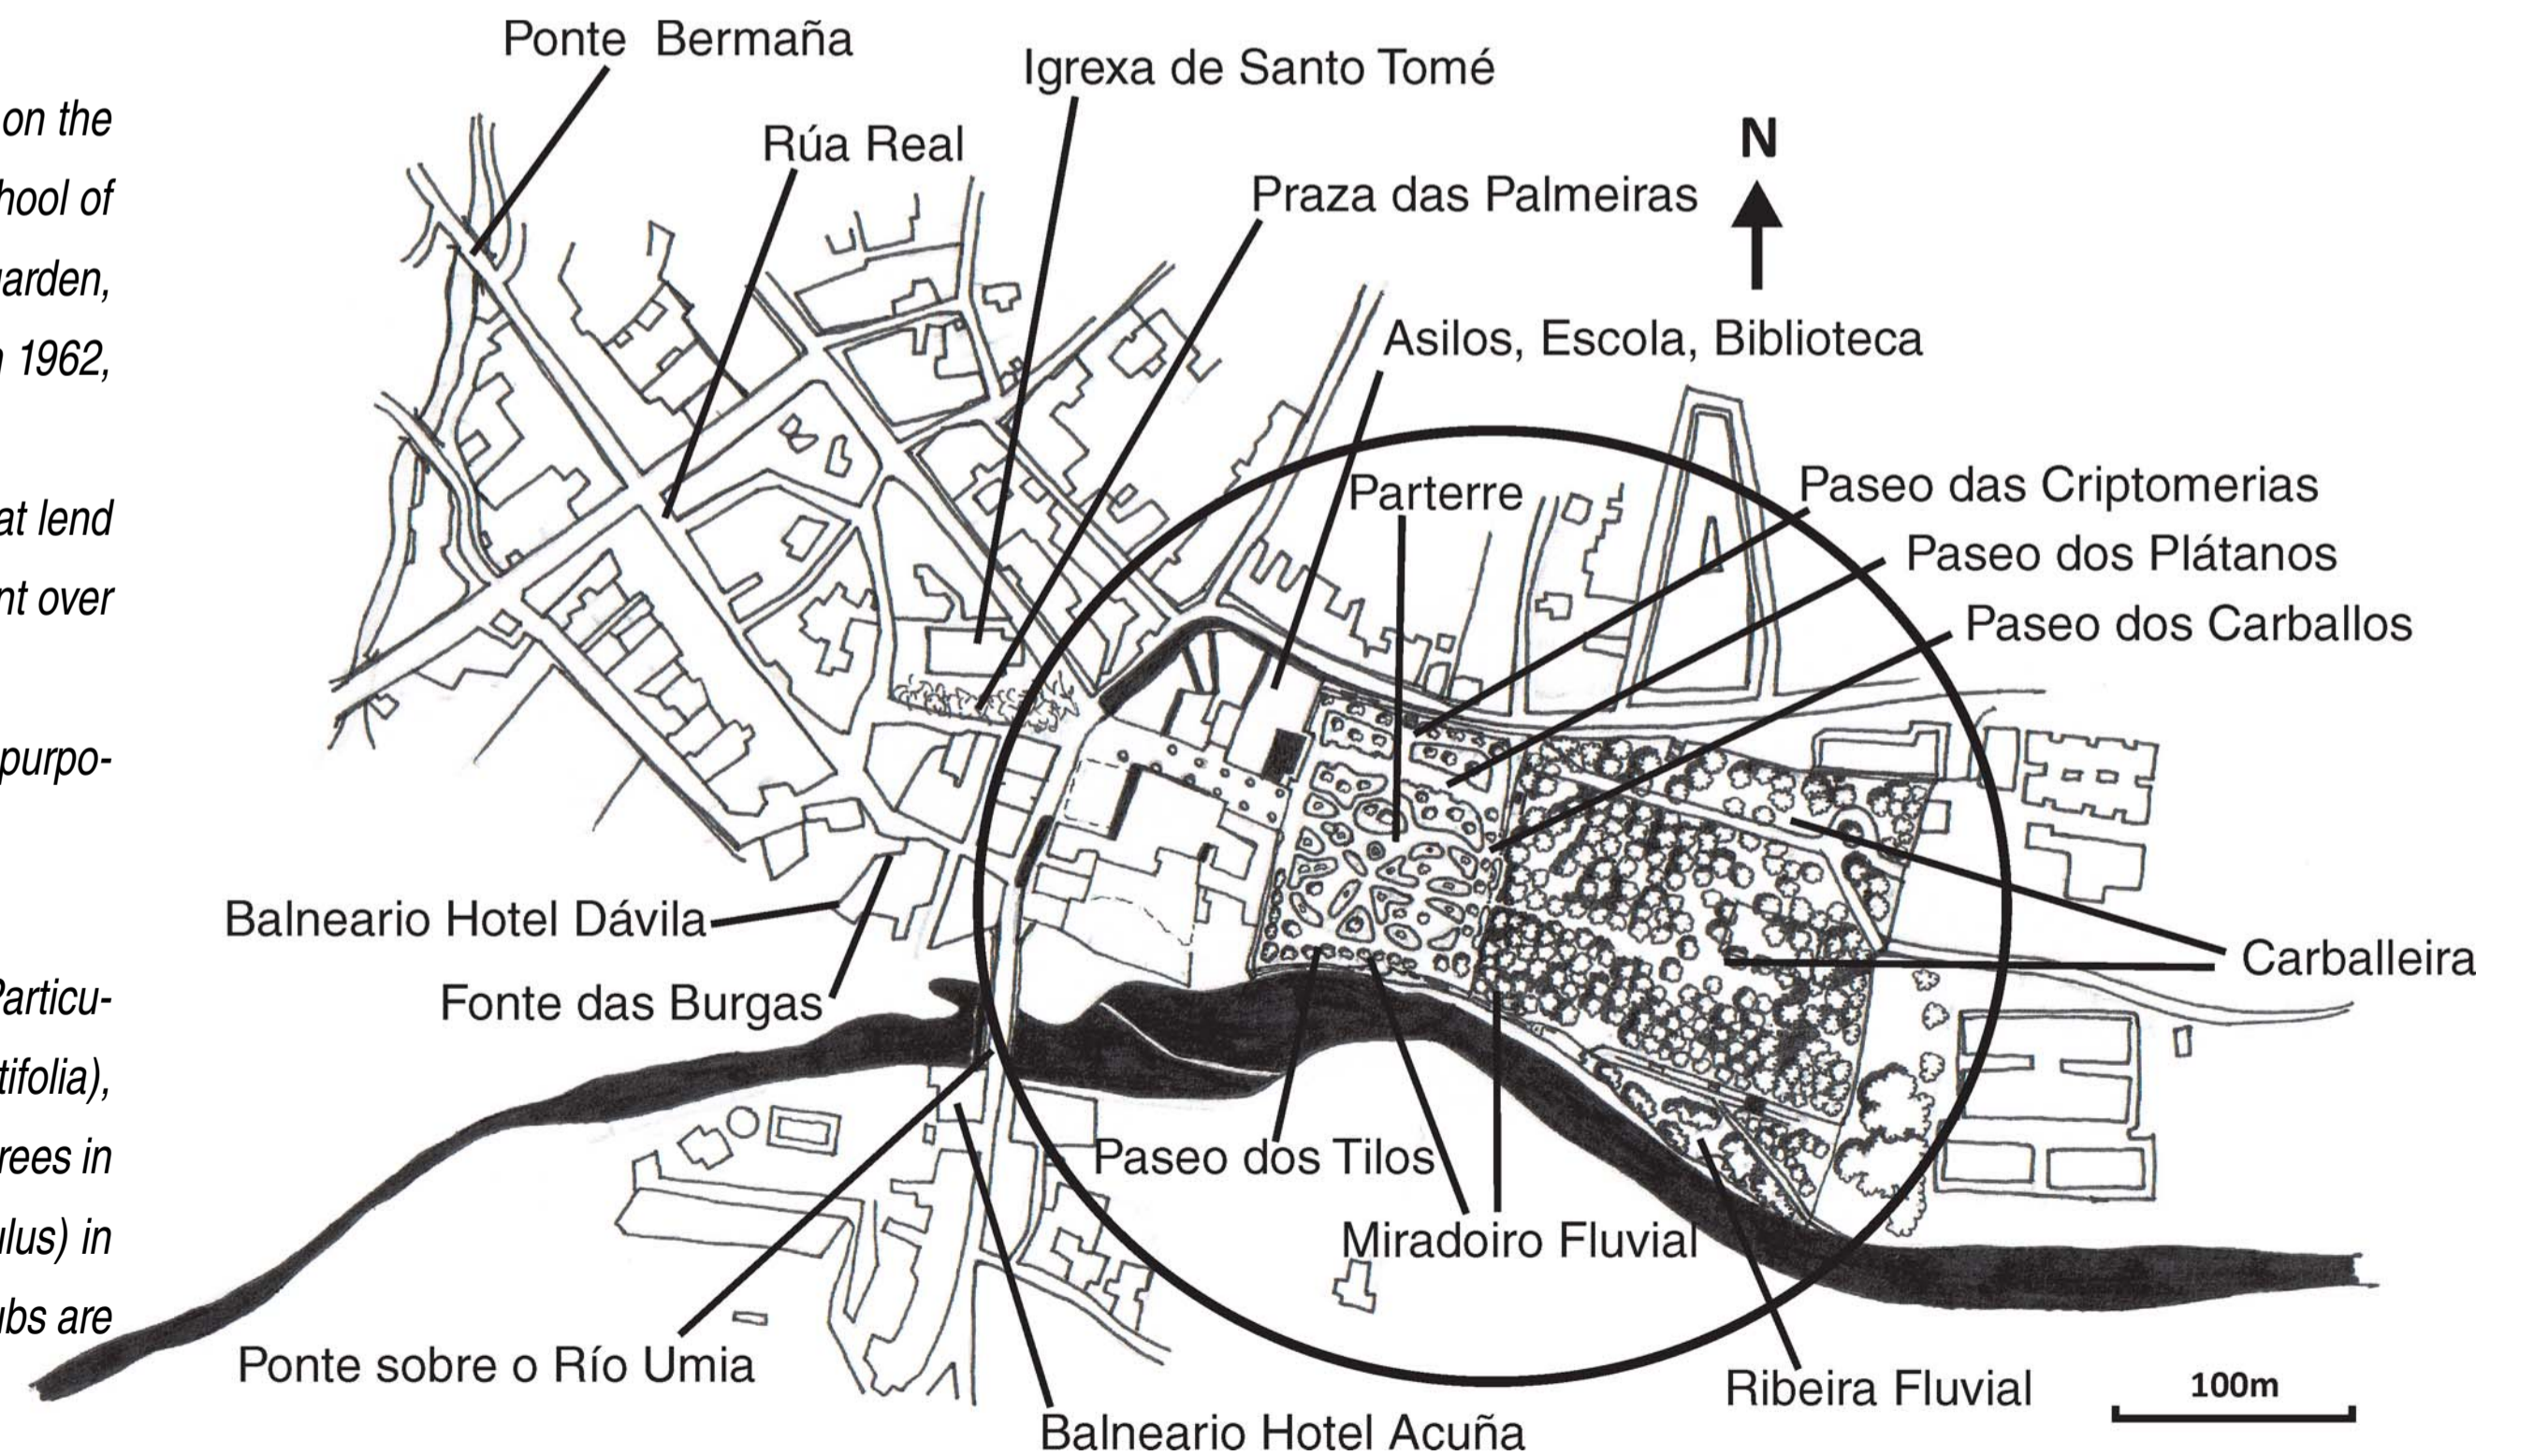 on the
hool of
arden,
1962,
at lend
nt over
purpo-
Particu-
tifolia),
rees in
ulus) in
ubs are
Ponte Bermaña
Igrexa de Santo Tomé
Rúa Real
N
Praza das Palmeiras
Asilos, Escola, Biblioteca
Parterre
Paseo das Criptomerias
Paseo dos Plátanos
Paseo dos Carballos
Balneario Hotel Dávila
Carballeira
Fonte das Burgas
Paseo dos Tilos
Miradoiro Fluvial
Ponte sobre o Río Umia
Ribeira Fluvial
100m
Balneario Hotel Acuña